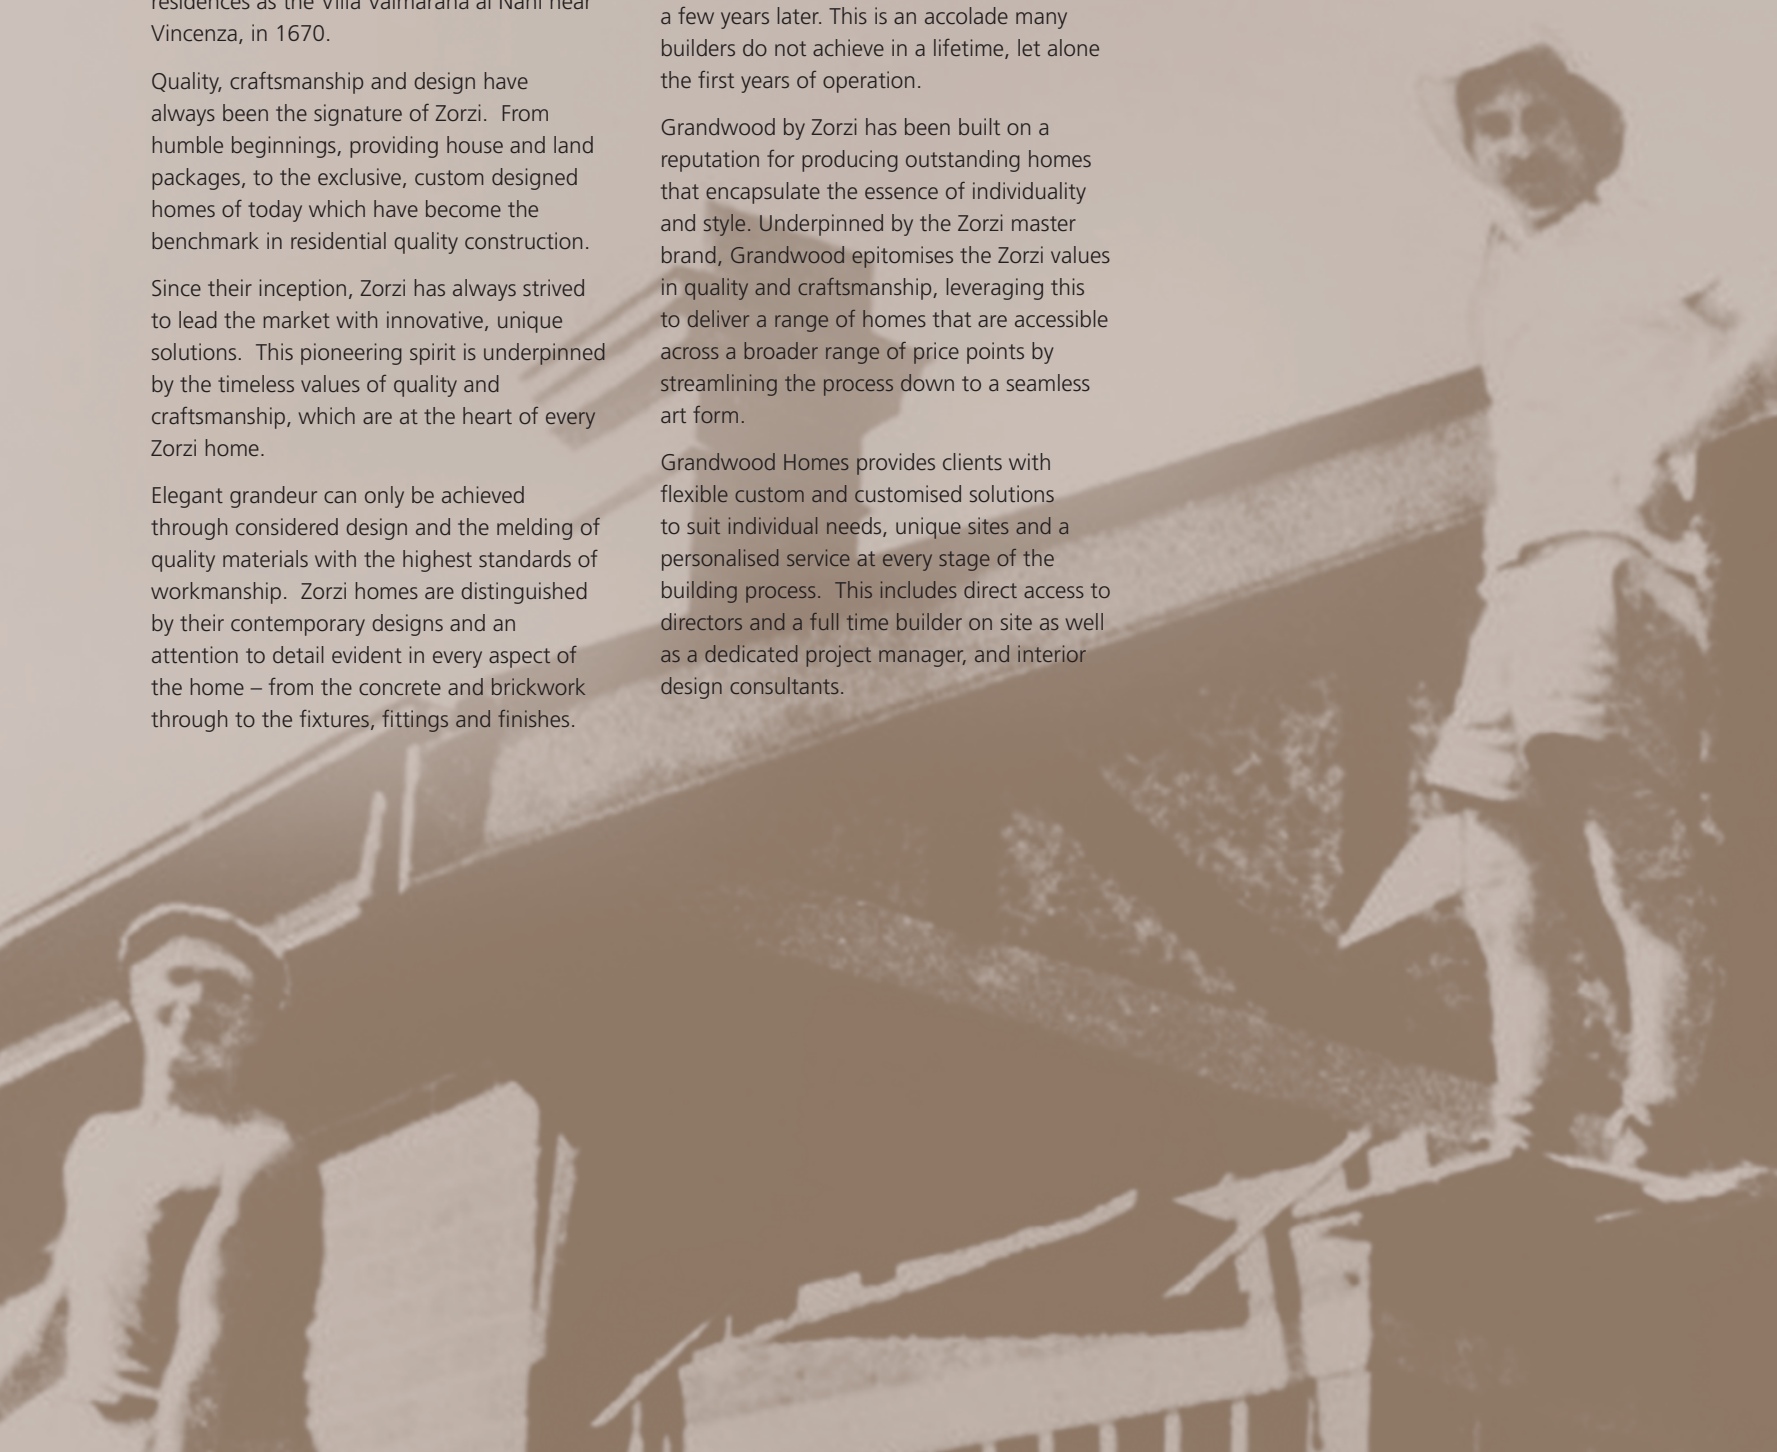 residences as the Villa Valmarana ai Nani near
Vincenza, in 1670.
Quality, craftsmanship and design have
always been the signature of Zorzi.  From
humble beginnings, providing house and land
packages, to the exclusive, custom designed
homes of today which have become the
benchmark in residential quality construction.
Since their inception, Zorzi has always strived
to lead the market with innovative, unique
solutions.  This pioneering spirit is underpinned
by the timeless values of quality and
craftsmanship, which are at the heart of every
Zorzi home.
Elegant grandeur can only be achieved
through considered design and the melding of
quality materials with the highest standards of
workmanship.  Zorzi homes are distinguished
by their contemporary designs and an
attention to detail evident in every aspect of
the home – from the concrete and brickwork
through to the fixtures, fittings and finishes.
a few years later. This is an accolade many
builders do not achieve in a lifetime, let alone
the first years of operation.
Grandwood by Zorzi has been built on a
reputation for producing outstanding homes
that encapsulate the essence of individuality
and style. Underpinned by the Zorzi master
brand, Grandwood epitomises the Zorzi values
in quality and craftsmanship, leveraging this
to deliver a range of homes that are accessible
across a broader range of price points by
streamlining the process down to a seamless
art form.
Grandwood Homes provides clients with
flexible custom and customised solutions
to suit individual needs, unique sites and a
personalised service at every stage of the
building process.  This includes direct access to
directors and a full time builder on site as well
as a dedicated project manager, and interior
design consultants.